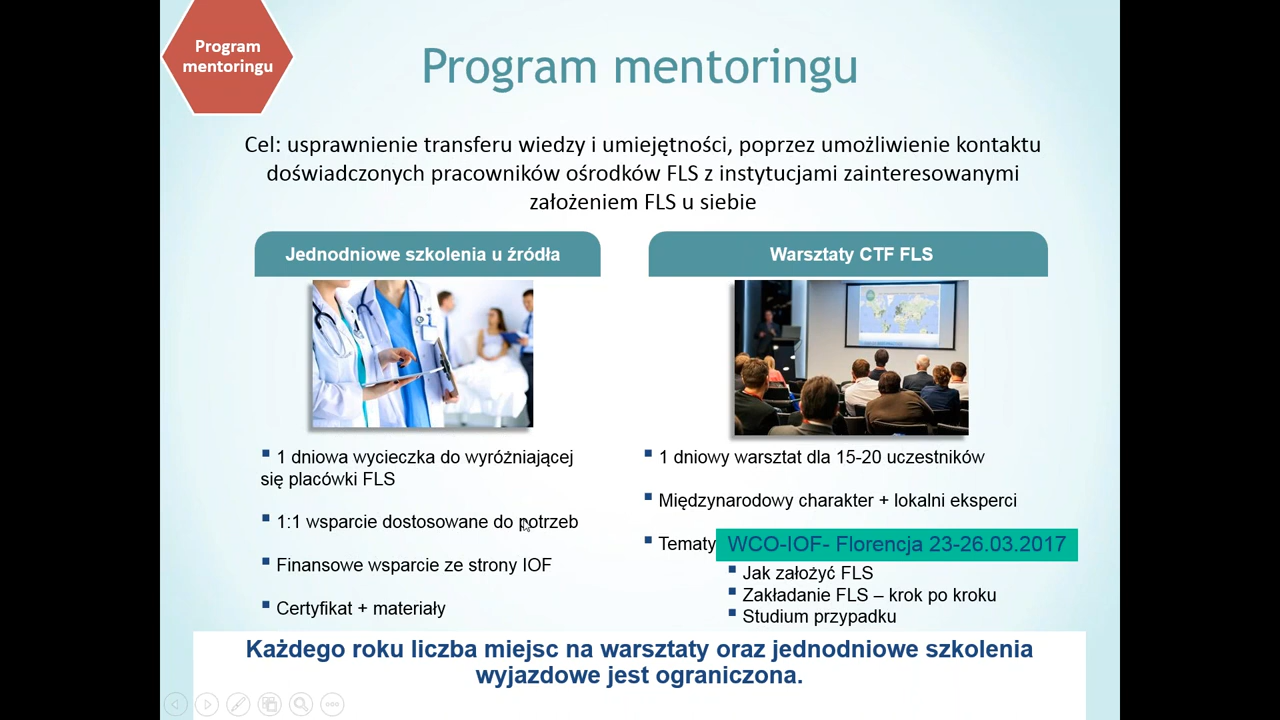 Program
mentoringu
Program mentoringu
Cel: usprawnienie transferu wiedzy i umiejętności, poprzez umożliwienie kontaktu
doświadczonych pracowników ośrodków FLS z instytucjami zainteresowanymi
założeniem FLS u siebie
Jednodniowe szkolenia u źródła
1 dniowa wycieczka do wyróżniającej
się placówki FLS
1:1 wsparcie dostosowane do potrzeb
Finansowe wsparcie ze strony IOF
Certyfikat + materiały
Warsztaty CTF FLS
1 dniowy warsztat dla 15-20 uczestników
Międzynarodowy charakter + lokalni eksperci
Tematy
WCO-IOF- Florencja 23-26.03.2017
Jak założyć FLS
Zakładanie FLS – krok po kroku
Studium przypadku
Każdego roku liczba miejsc na warsztaty oraz jednodniowe szkolenia
wyjazdowe jest ograniczona.